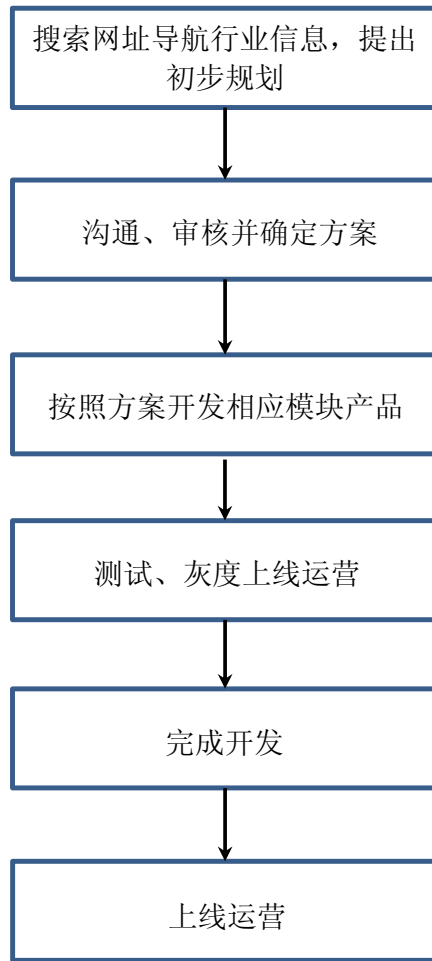 搜索网址导航行业信息，提出
初步规划
沟通、审核并确定方案
按照方案开发相应模块产品
测试、灰度上线运营
完成开发
上线运营